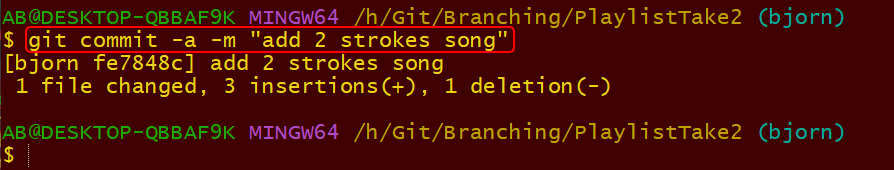 AB@DESKTOP-QBBAF9K MINGW64 /h/Git/Branching/PlaylistTake2 (bjorn)
$ git commit -a -m "add 2 strokes song"
[bjorn fe7848c] add 2 strokes song
 1 file changed, 3 insertions(+), 1 deletion(-)

AB@DESKTOP-QBBAF9K MINGW64 /h/Git/Branching/PlaylistTake2 (bjorn)
$